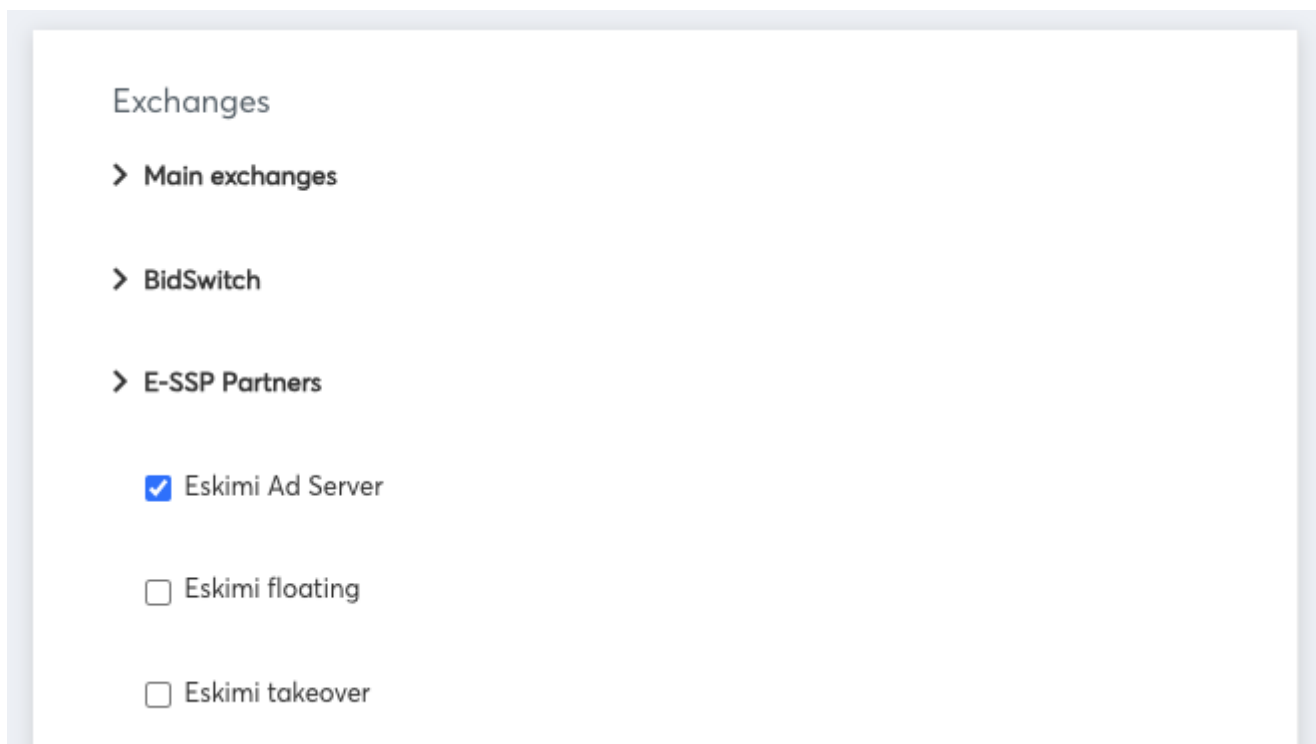 Exchanges
Main exchanges
BidSwitch
E-SSP Partners
Eskimi Ad Server
Eskimi floating
Eskimi takeover